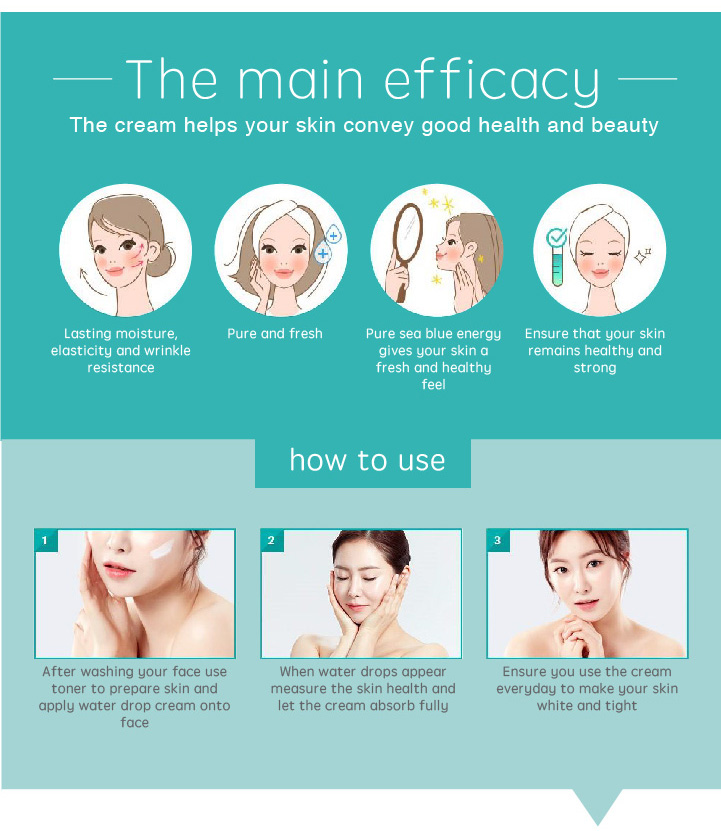 The main efficacy
The cream helps your skin convey good health and beauty
Lasting moisture,
elasticity and wrinkle
resistance
Pure and fresh
Pure sea blue energy
gives your skin a
fresh and healthy
feel
Ensure that your skin
remains healthy and
strong
how to use
1
After washing your face use
toner to prepare skin and
apply water drop cream onto
face
2
When water drops appear
measure the skin health and
let the cream absorb fully
3
Ensure you use the cream
everyday to make your skin
white and tight